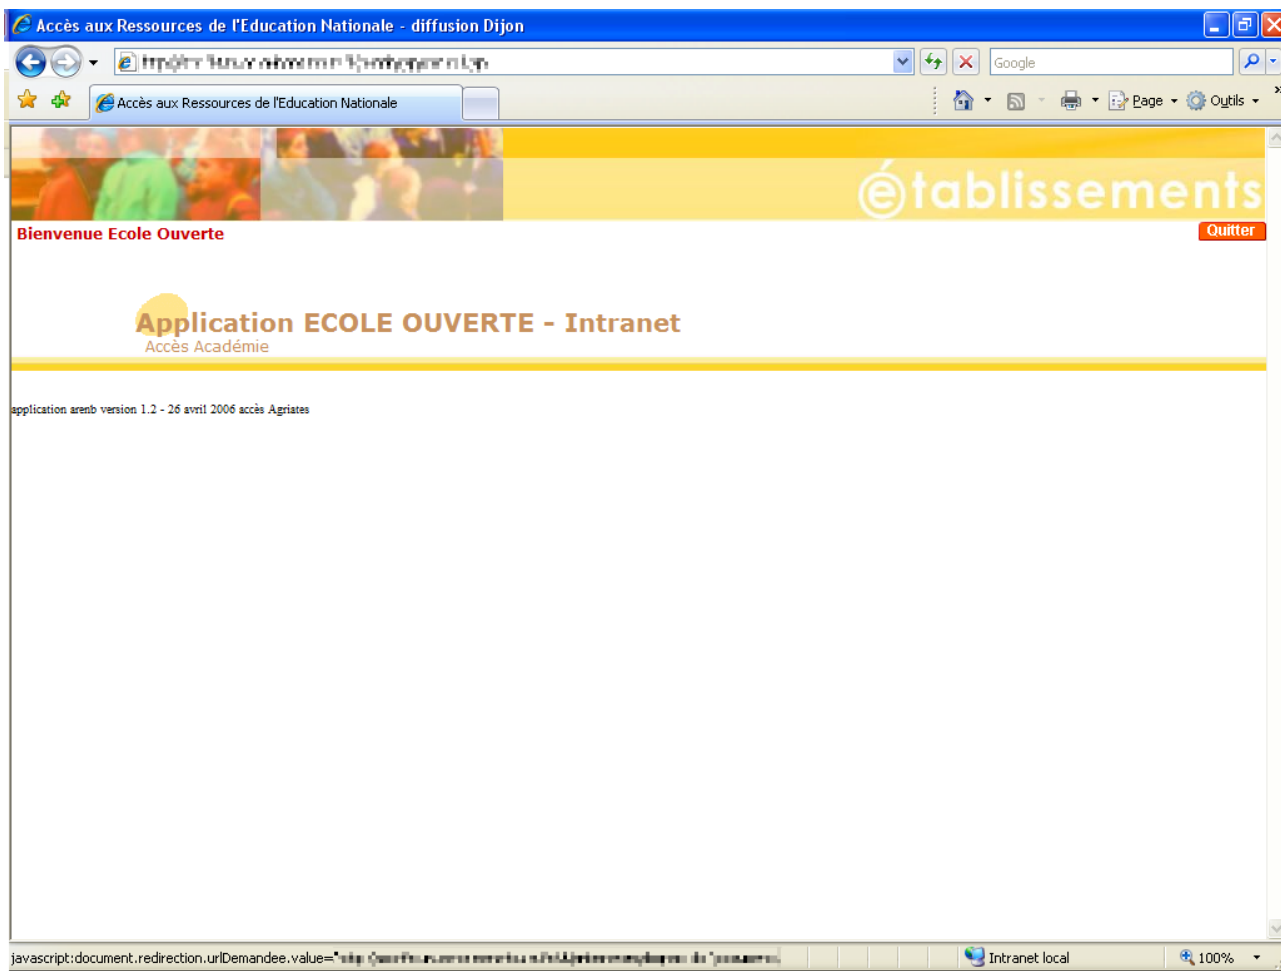 Accès aux Ressources de l'Education Nationale - diffusion Dijon
Google
Accès aux Ressources de l'Education Nationale
Page
Outils
»
établissements
Bienvenue Ecole Ouverte
Quitter
Application ECOLE OUVERTE - Intranet
Accès Académie
application arenb version 1.2 - 26 avril 2006 accès Agriates
javascript:document.redirection.urlDemandee.value="
Intranet local
100%